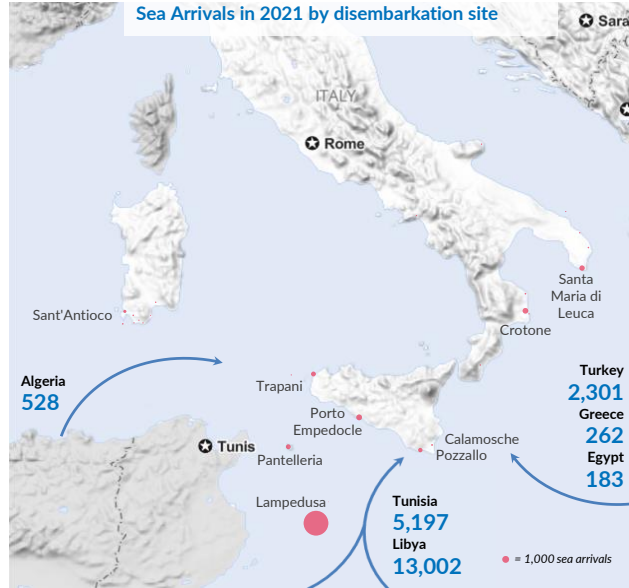 Sea Arrivals in 2021 by disembarkation site
Sara
ITALY
Rome
Santa
Maria di
Leuca
Sant'Antioco
Crotone
Algeria
528
Trapani
Turkey
2,301
Greece
262
Egypt
183
Porto
Empedocle
Calamosche
Pozzallo
Tunis
Pantelleria
Lampedusa
Tunisia
5,197
Libya
13,002
= 1,000 sea arrivals